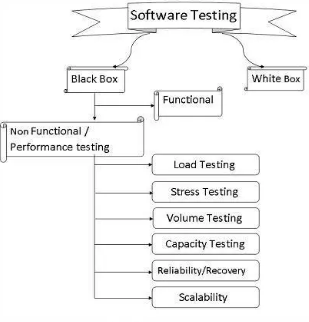 Software Testing
Black Box
White Box
Functional
Non Functional /
Performance testing
Load Testing
Stress Testing
Volume Testing
Capacity Testing
Reliability/Recovery
Scalability